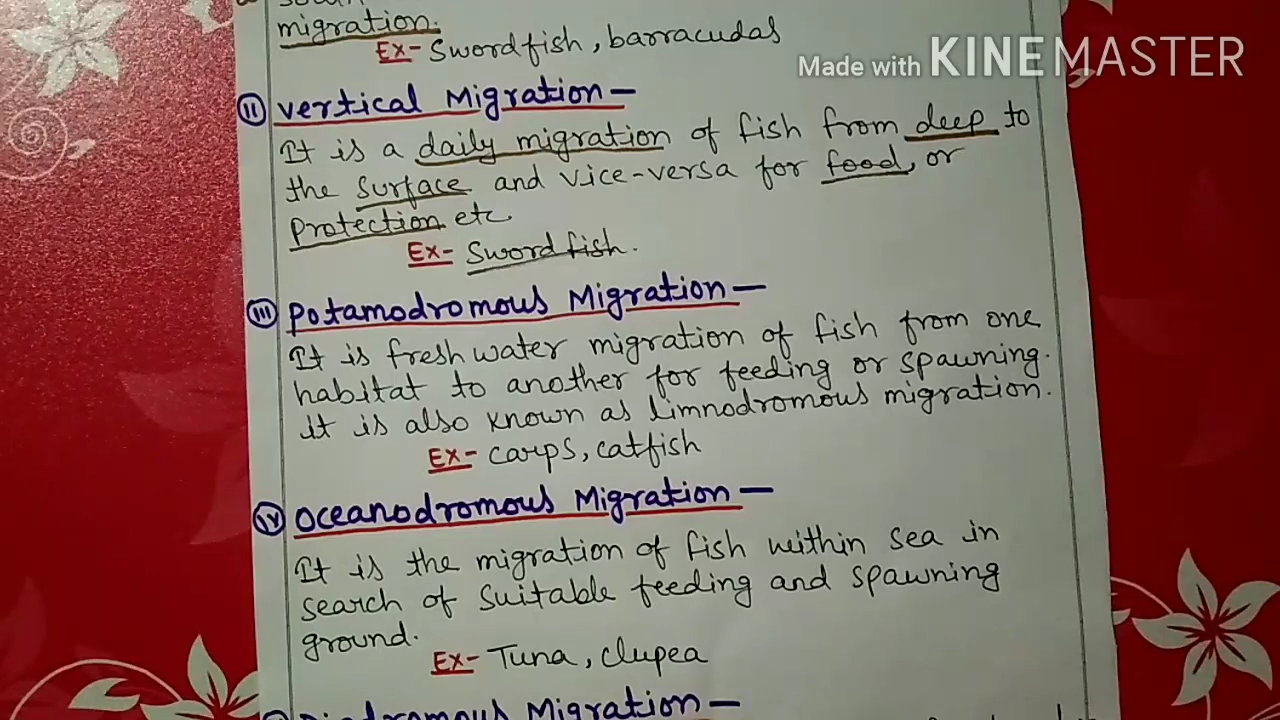 migration.
Ex- Swordfish, barracudas
Made with KINEMASTER
(II) Vertical Migration —
It is a daily migration of fish from deep to
the surface and vice-versa for food, or
protection etc.
Ex- Sword fish.
(III) Potamodromous Migration —
It is fresh water migration of fish from one
habitat to another for feeding or spawning.
it is also known as limnodromous migration.
Ex- carps, catfish
(IV) Oceanodromous Migration —
It is the migration of fish within sea in
search of suitable feeding and spawning
ground.
Ex- Tuna, clupea
Migration —